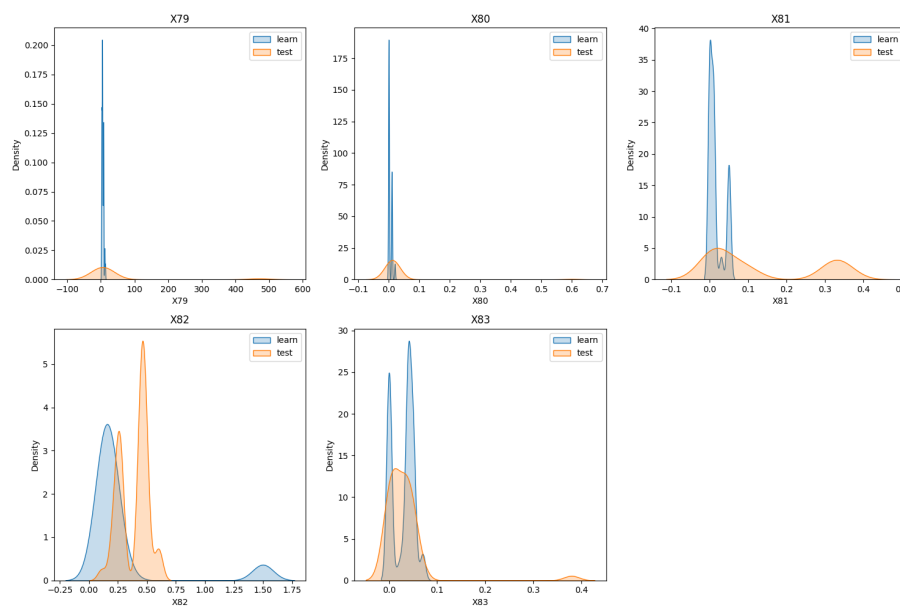 X79
learn
test
0.200
0.175
0.150
0.125
0.100
0.075
0.050
0.025
0.000
Density
−100 0 100 200 300 400 500 600
X79
X80
learn
test
175
150
125
100
75
50
25
0
Density
−0.1 0.0 0.1 0.2 0.3 0.4 0.5 0.6 0.7
X80
X81
learn
test
40
35
30
25
20
15
10
5
0
Density
−0.1 0.0 0.1 0.2 0.3 0.4
X81
X82
learn
test
5
4
3
2
1
0
Density
−0.25 0.00 0.25 0.50 0.75 1.00 1.25 1.50 1.75
X82
X83
learn
test
30
25
20
15
10
5
0
Density
0.0 0.1 0.2 0.3 0.4
X83